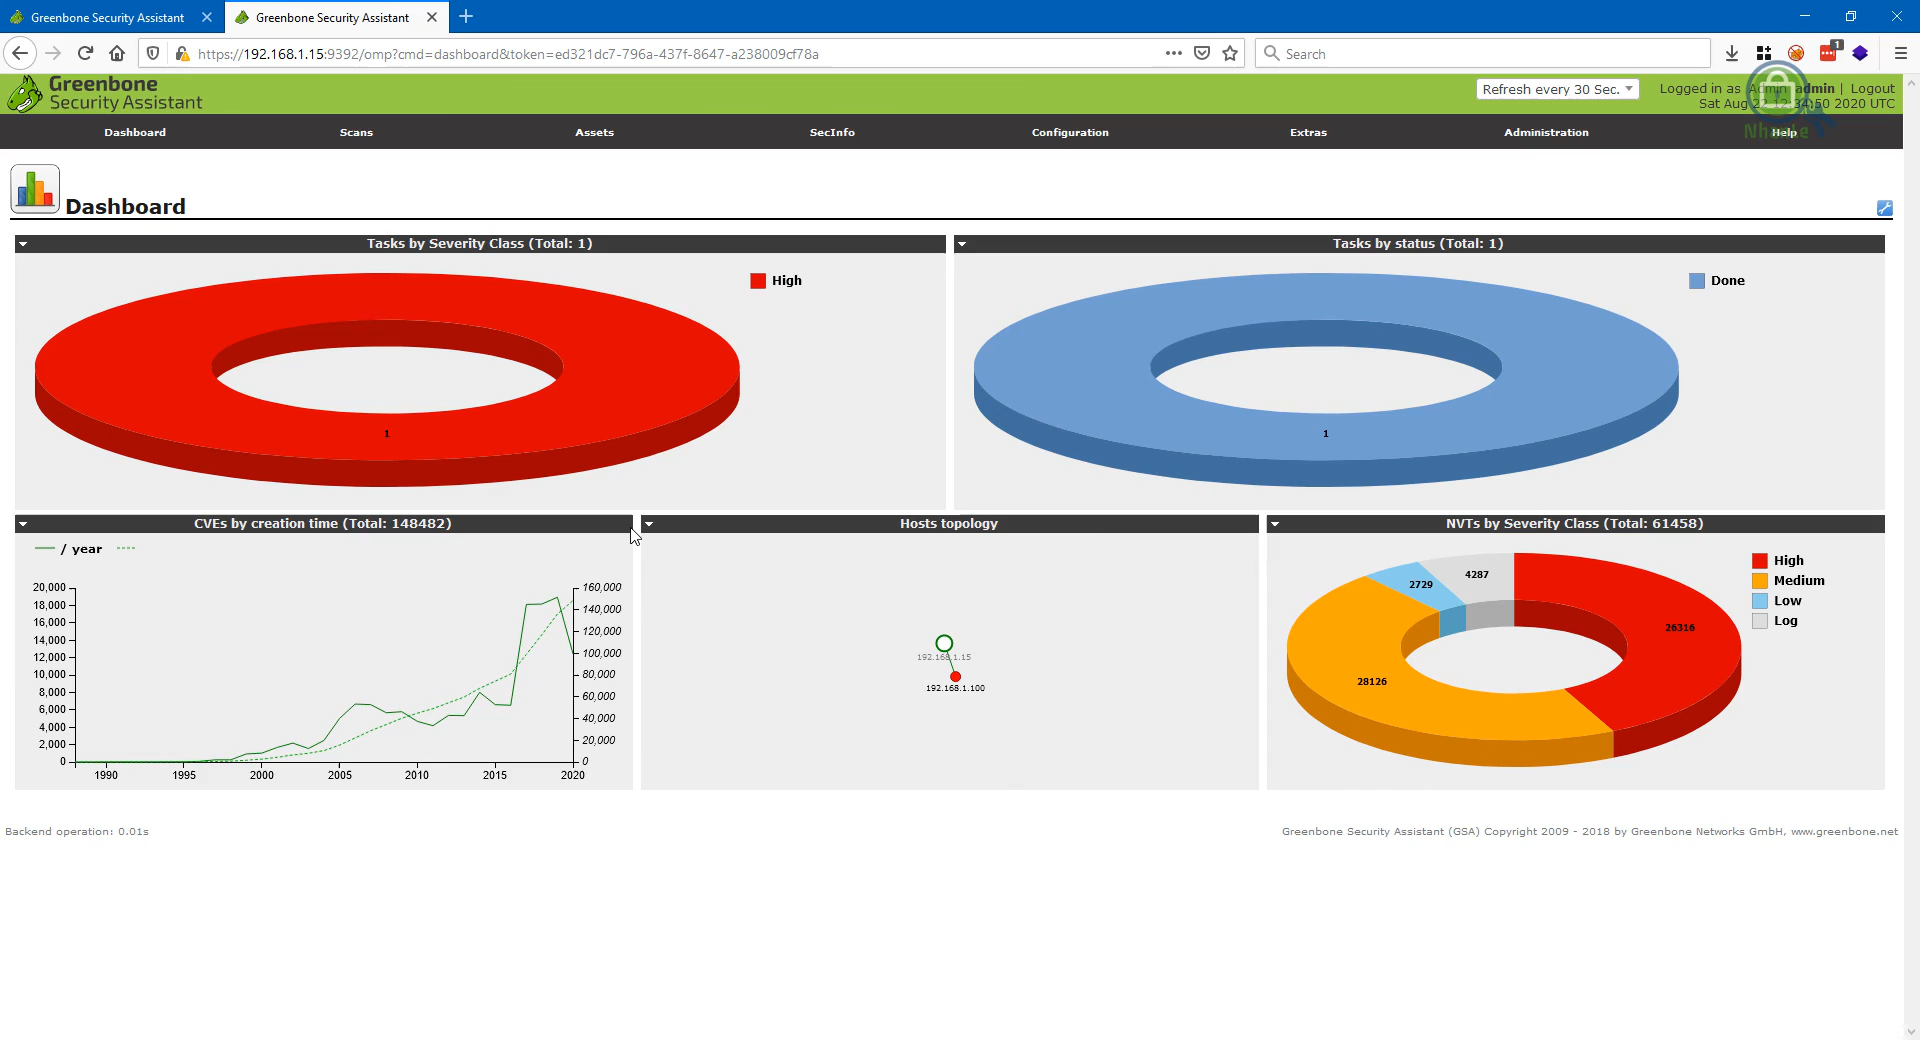 Greenbone Security Assistant
Greenbone Security Assistant
https://192.168.1.15:9392/omp?cmd=dashboard&token=ed321dc7-796a-437f-8647-a238009cf78a
Search
1
Greenbone
Security Assistant
Refresh every 30 Sec.
Logged in as Admin admin | Logout
Sat Aug 22 12:34:50 2020 UTC
Dashboard Scans Assets SecInfo Configuration Extras Administration Help
Dashboard
Tasks by Severity Class (Total: 1)
High
1
Tasks by status (Total: 1)
Done
1
CVEs by creation time (Total: 148482)
/ year
20,000
18,000
16,000
14,000
12,000
10,000
8,000
6,000
4,000
2,000
0
160,000
140,000
120,000
100,000
80,000
60,000
40,000
20,000
0
1990 1995 2000 2005 2010 2015 2020
Hosts topology
192.168.1.15
192.168.1.100
NVTs by Severity Class (Total: 61458)
High
Medium
Low
Log
4287
2729
26316
28126
Backend operation: 0.01s
Greenbone Security Assistant (GSA) Copyright 2009 - 2018 by Greenbone Networks GmbH, www.greenbone.net